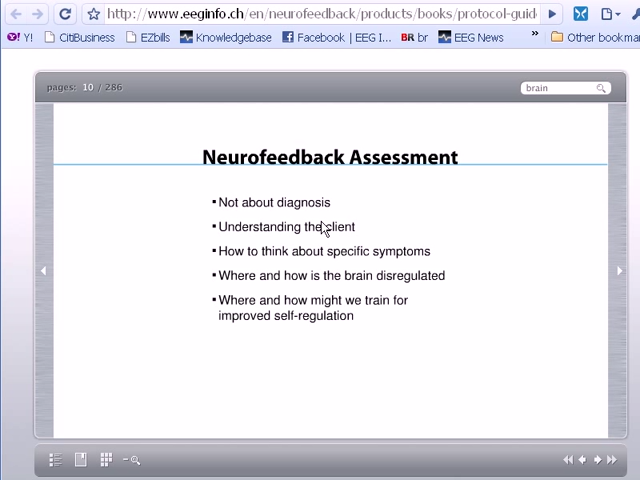 http://www.eeginfo.ch/en/neurofeedback/products/books/protocol-guid
Y! CitiBusiness EZbills Knowledgebase Facebook | EEG I... BR br EEG News » Other bookmar
pages: 10 / 286 brain
Neurofeedback Assessment
▪ Not about diagnosis
▪ Understanding the client
▪ How to think about specific symptoms
▪ Where and how is the brain disregulated
▪ Where and how might we train for
improved self-regulation